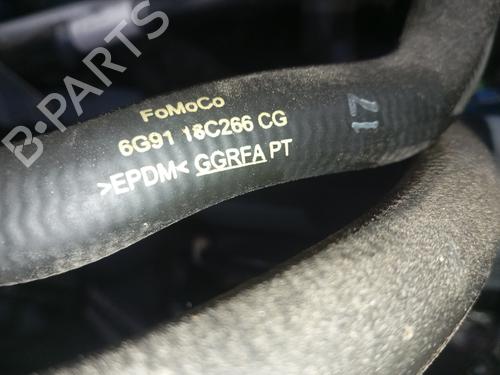 FoMoCo
6G91 18C266 CG
>EPDM< GGRFA PT
17
B-PARTS